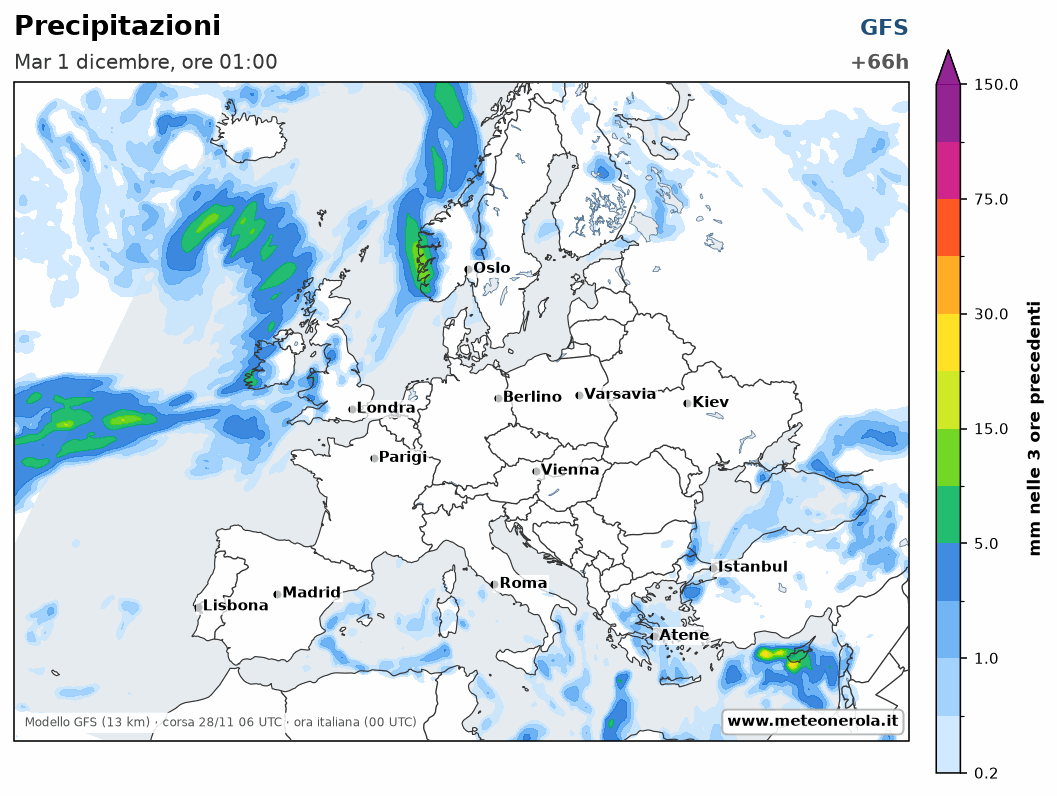 Precipitazioni
GFS
Mar 1 dicembre, ore 01:00
+66h
150.0
75.0
30.0
15.0
5.0
1.0
0.2
mm nelle 3 ore precedenti
Oslo
Berlino
Varsavia
Kiev
Londra
Parigi
Vienna
Istanbul
Roma
Madrid
Lisbona
Atene
Modello GFS (13 km) · corsa 28/11 06 UTC · ora italiana (00 UTC)
www.meteonerola.it